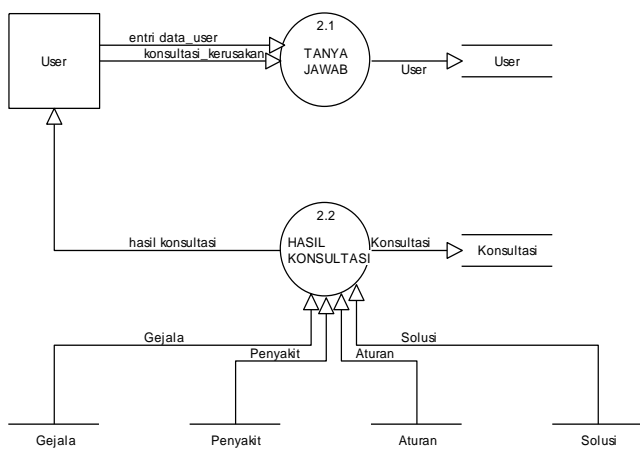 entri data_user
konsultasi_kerusakan
User
2.1
TANYA
JAWAB
User
User
hasil konsultasi
2.2
HASIL
KONSULTASI
Konsultasi
Konsultasi
Gejala
Penyakit
Aturan
Solusi
Gejala
Penyakit
Aturan
Solusi